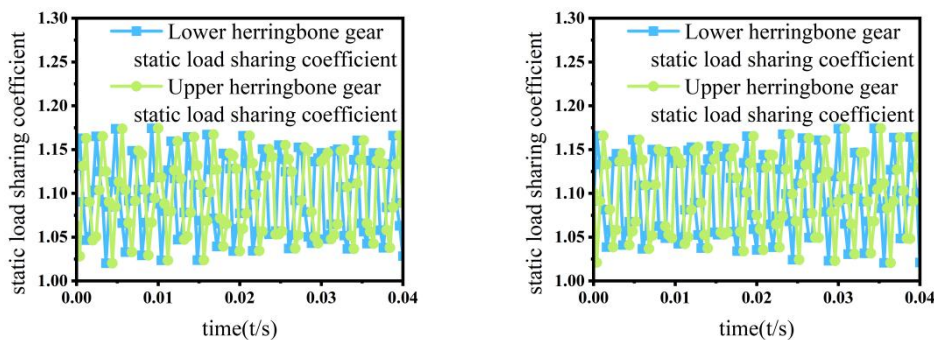 static load sharing coefficient
1.30
1.25
1.20
1.15
1.10
1.05
1.00
Lower herringbone gear
static load sharing coefficient
Upper herringbone gear
static load sharing coefficient
0.00 0.01 0.02 0.03 0.04
time(t/s)
static load sharing coefficient
1.30
1.25
1.20
1.15
1.10
1.05
1.00
Lower herringbone gear
static load sharing coefficient
Upper herringbone gear
static load sharing coefficient
0.00 0.01 0.02 0.03 0.04
time(t/s)